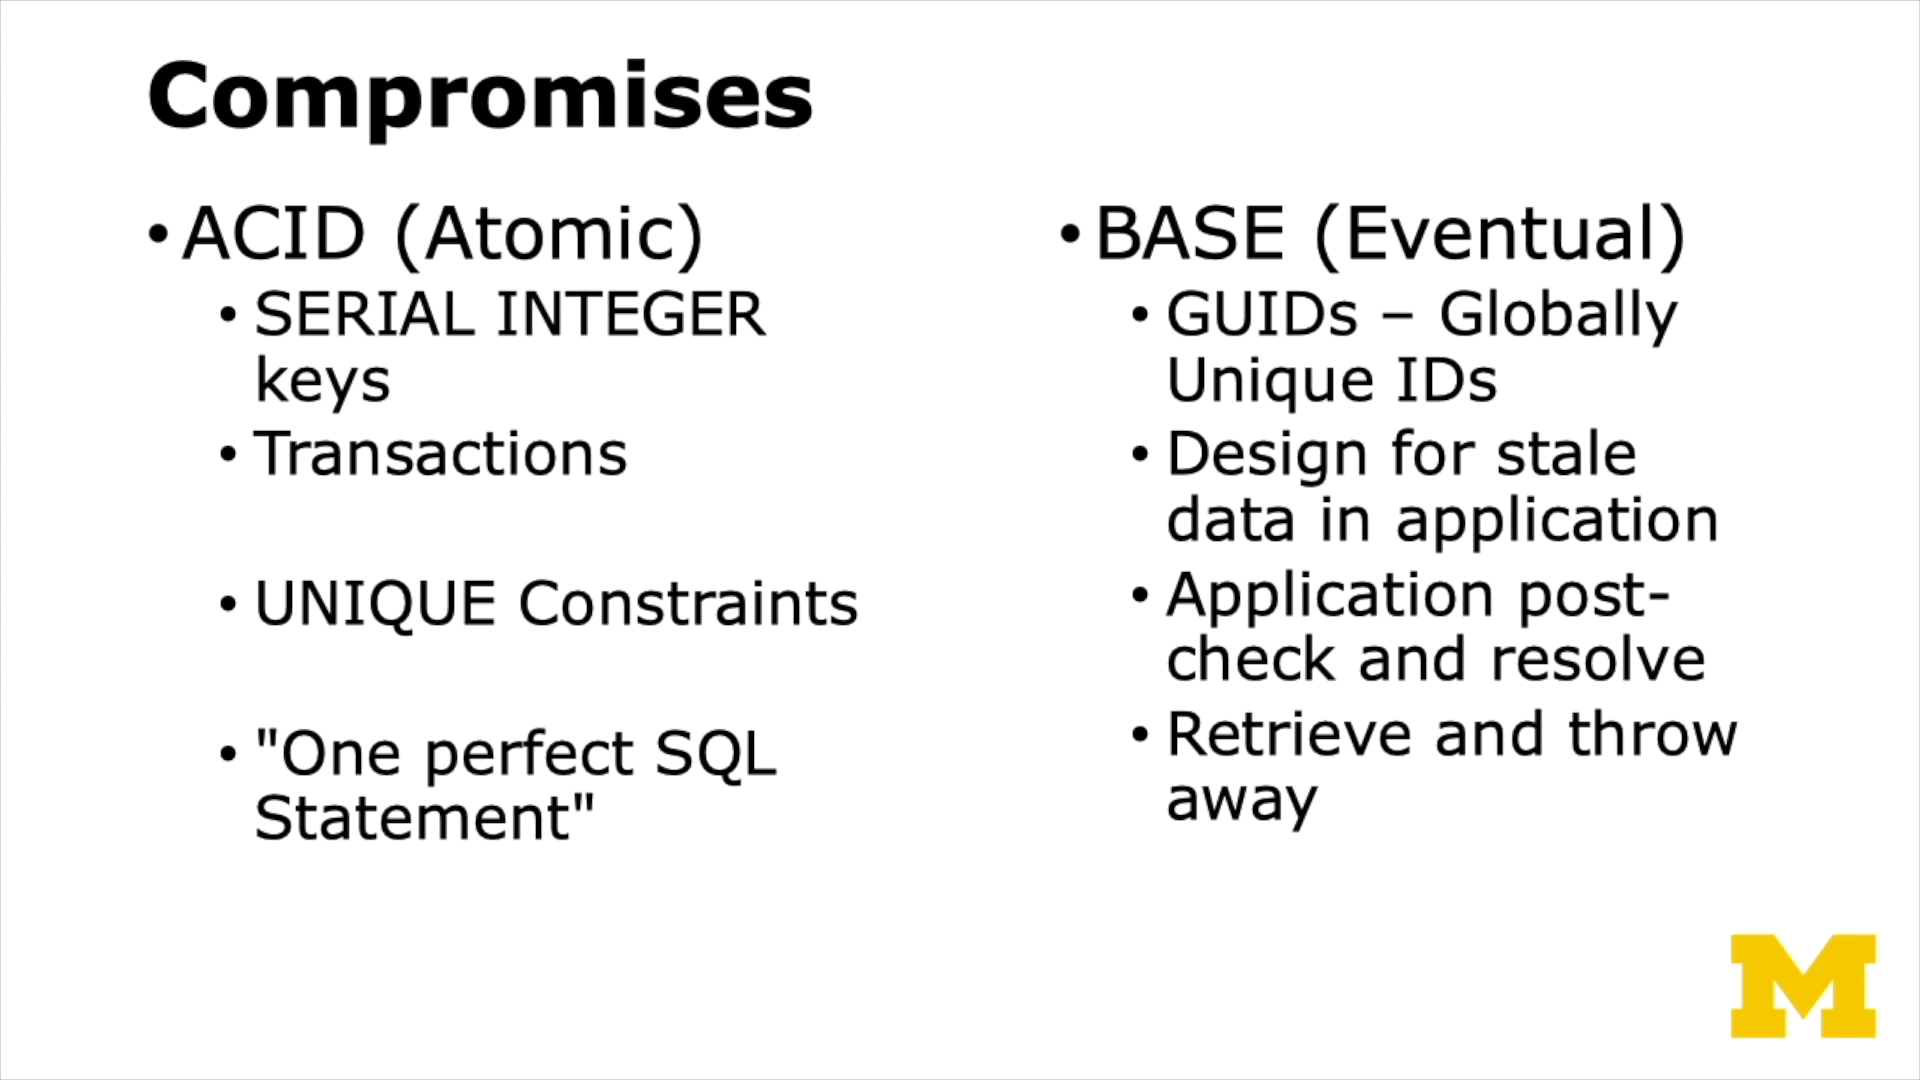 Compromises
• ACID (Atomic)
• SERIAL INTEGER
keys
• Transactions
• UNIQUE Constraints
• "One perfect SQL
Statement"
• BASE (Eventual)
• GUIDs – Globally
Unique IDs
• Design for stale
data in application
• Application post-
check and resolve
• Retrieve and throw
away
M